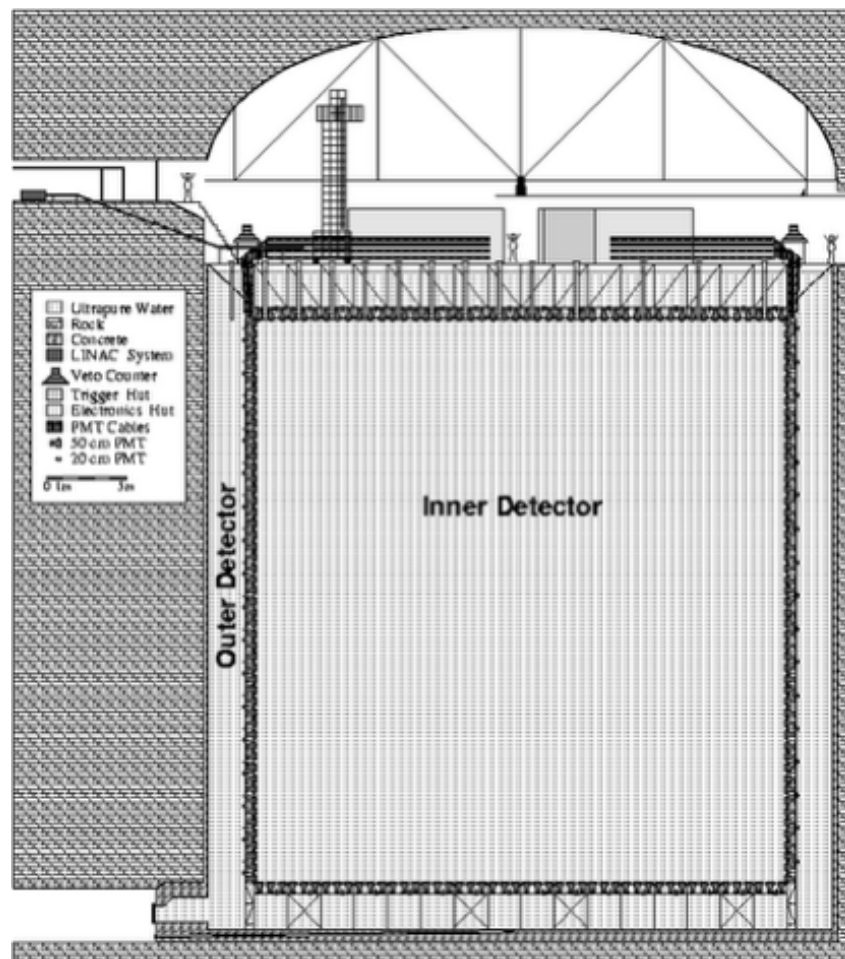 Ultrapure Water
Rock
Concrete
LINAC System
Veto Counter
Trigger Hut
Electronics Hut
PMT Cables
50 cm PMT
20 cm PMT
0 1m 5m
Inner Detector
Outer Detector